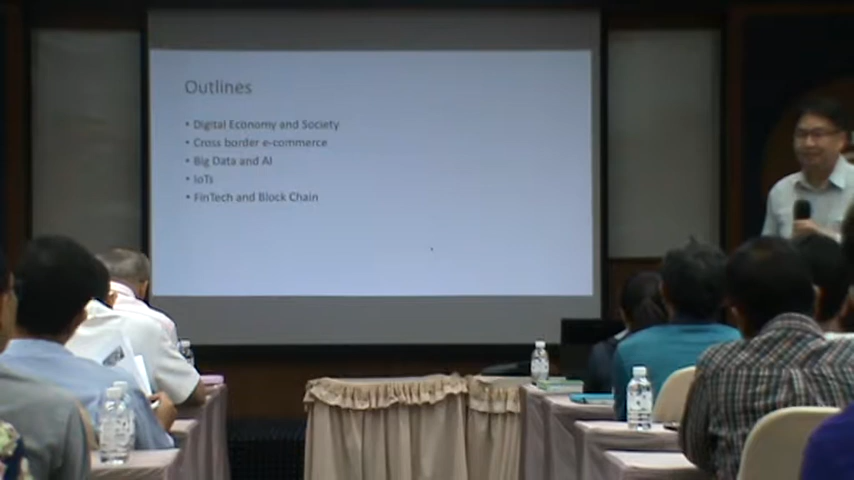 Outlines
• Digital Economy and Society
• Cross border e-commerce
• Big Data and AI
• IoTs
• FinTech and Block Chain